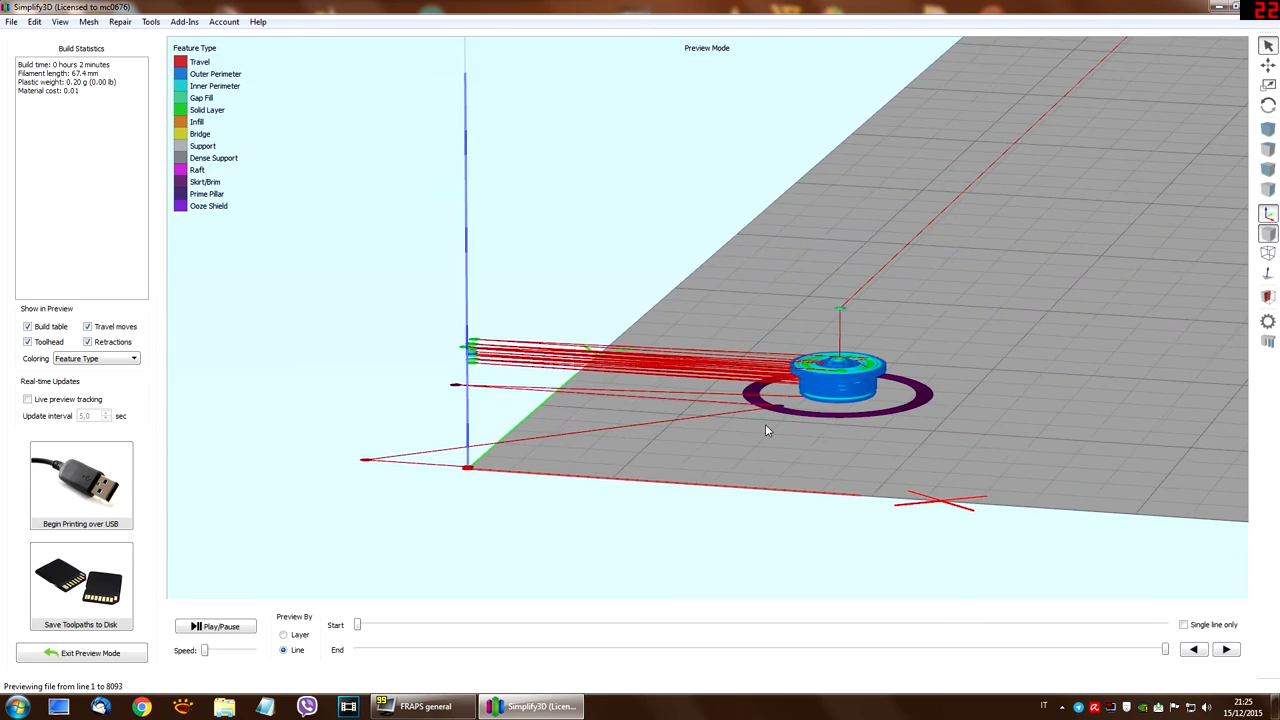 Simplify3D (Licensed to mc0676)
22
File Edit View Mesh Repair Tools Add-Ins Account Help
Build Statistics
Build time: 0 hours 2 minutes
Filament length: 67.4 mm
Plastic weight: 0.20 g (0.00 lb)
Material cost: 0.01
Feature Type
Travel
Outer Perimeter
Inner Perimeter
Gap Fill
Solid Layer
Infill
Bridge
Support
Dense Support
Raft
Skirt/Brim
Prime Pillar
Ooze Shield
Preview Mode
Show in Preview
Build table Travel moves
Toolhead Retractions
Coloring Feature Type
Real-time Updates
Live preview tracking
Update interval 5,0 sec
Begin Printing over USB
Save Toolpaths to Disk
Exit Preview Mode
Play/Pause
Speed:
Preview By
Layer
Line
Start
End
Single line only
Previewing file from line 1 to 8093
99 FRAPS general
Simplify3D (Licen...
IT
21:25
15/12/2015